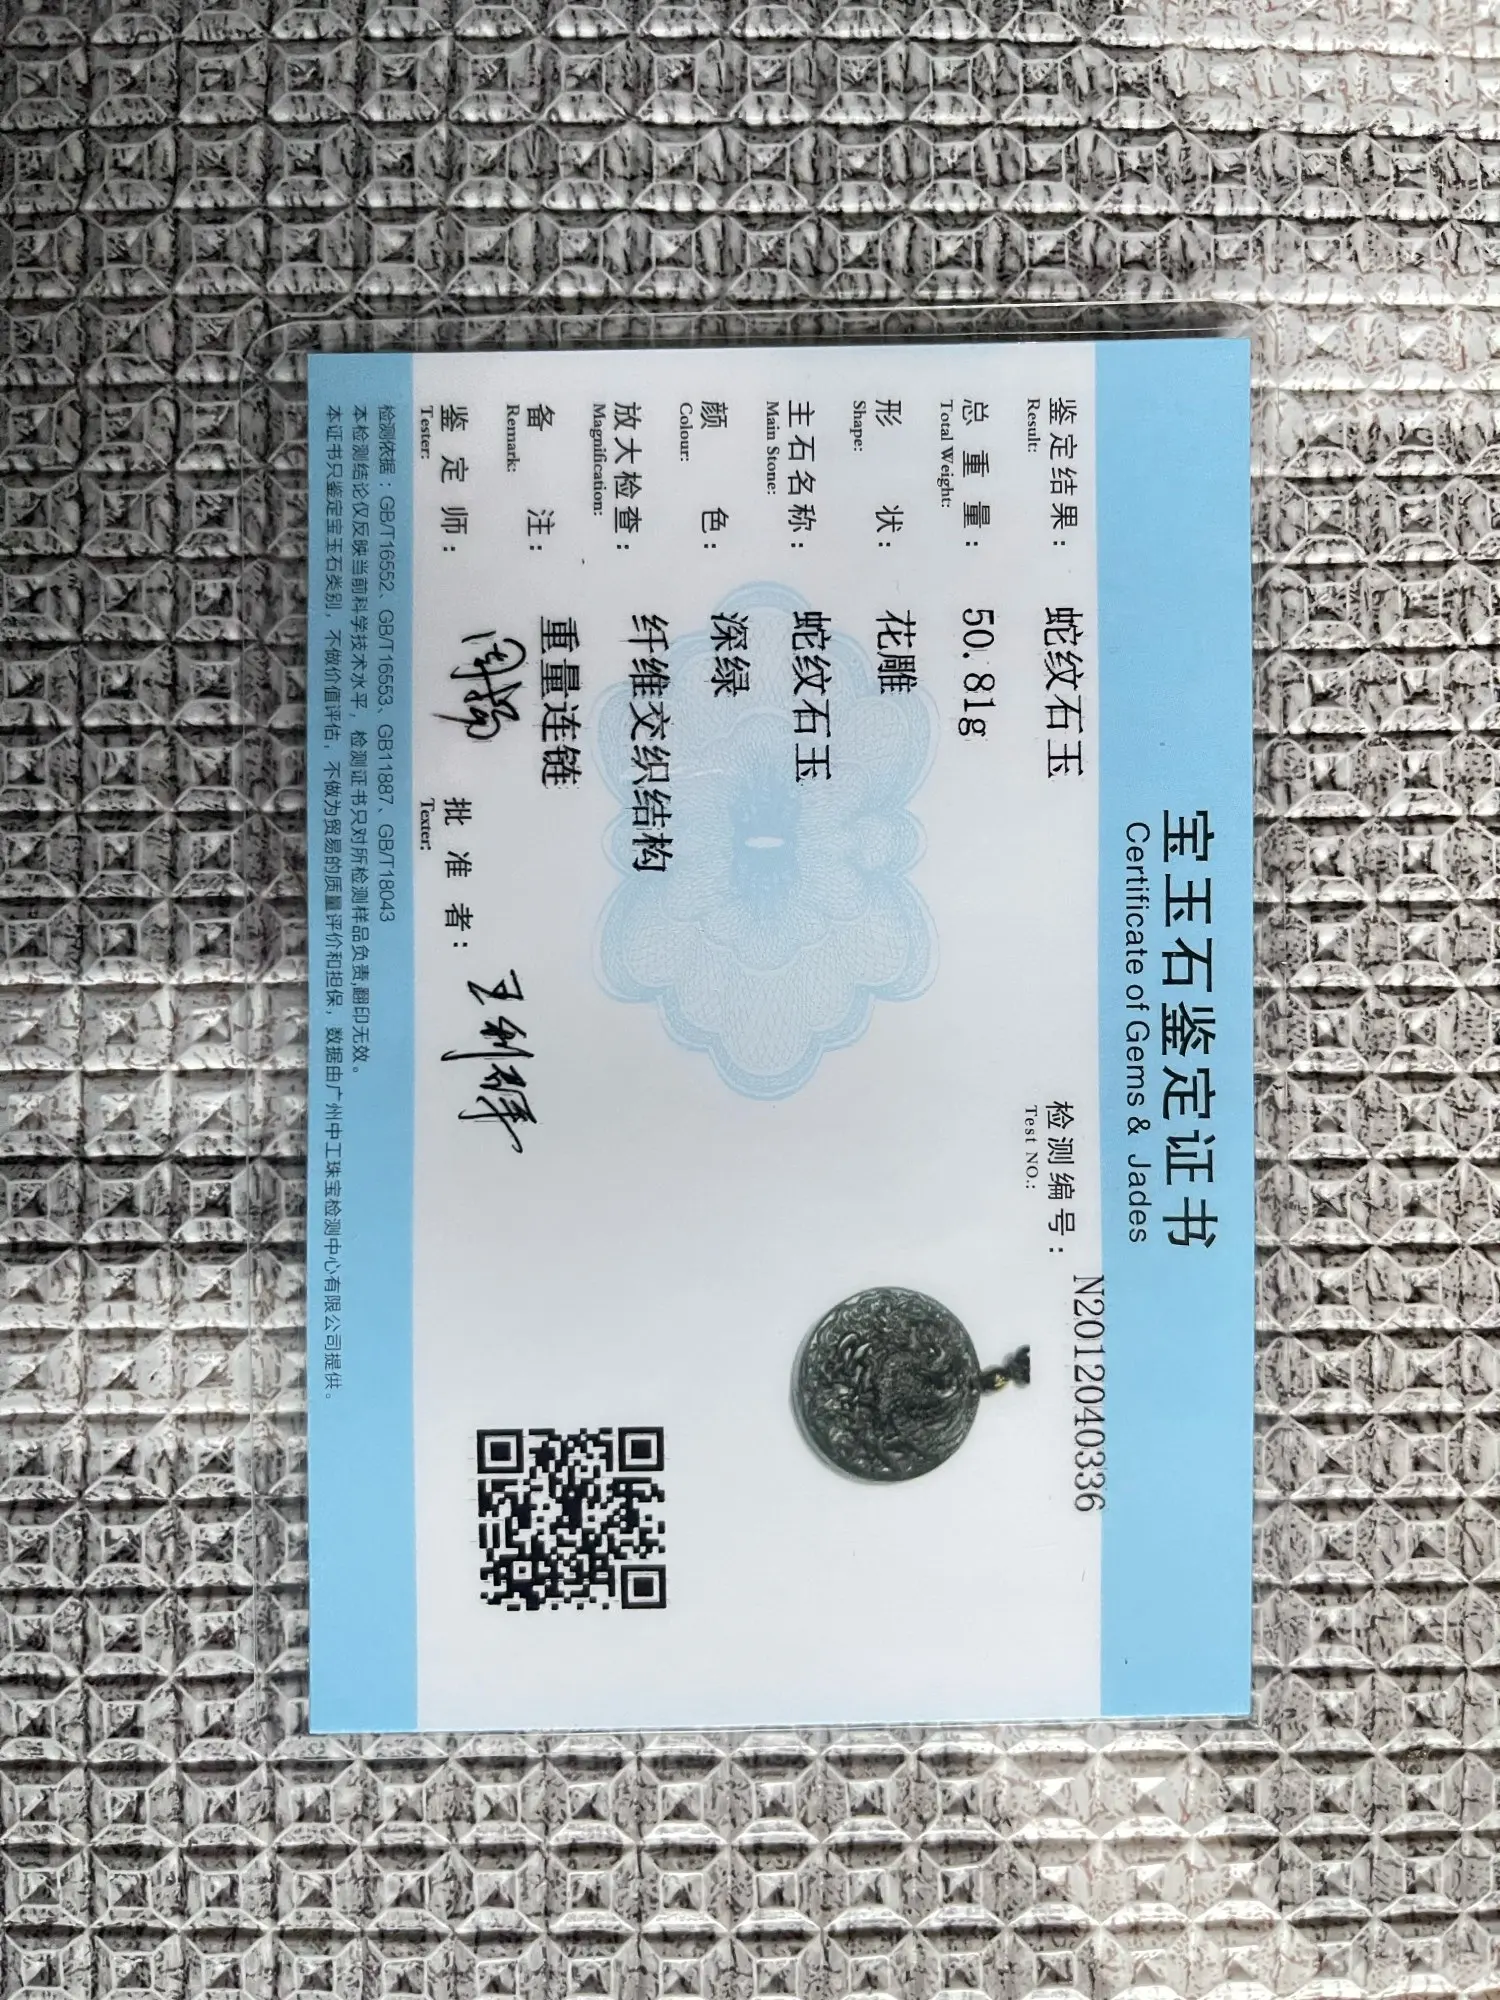 宝玉石鉴定证书
Certificate of Gems & Jades
检测编号： N2012040336
Test NO.:
鉴定结果： 蛇纹石玉
Result:
总重量： 50.81g
Total Weight:
形状： 花雕
Shape:
主石名称： 蛇纹石玉
Main Stone:
颜色： 深绿
Colour:
放大检查： 纤维交织结构
Magnification:
备注： 重量连链
Remark:
鉴定师： 批准者：
Tester: Texter:
检测依据：GB/T16552、GB/T16553、GB11887、GB/T18043
本检测结论仅反映当前科学技术水平，检测证书只对所检测样品负责,翻印无效。
本证书只鉴定宝玉石类别，不做价值评估，不做为贸易的质量评价和担保，数据由广州中工珠宝检测中心有限公司提供。